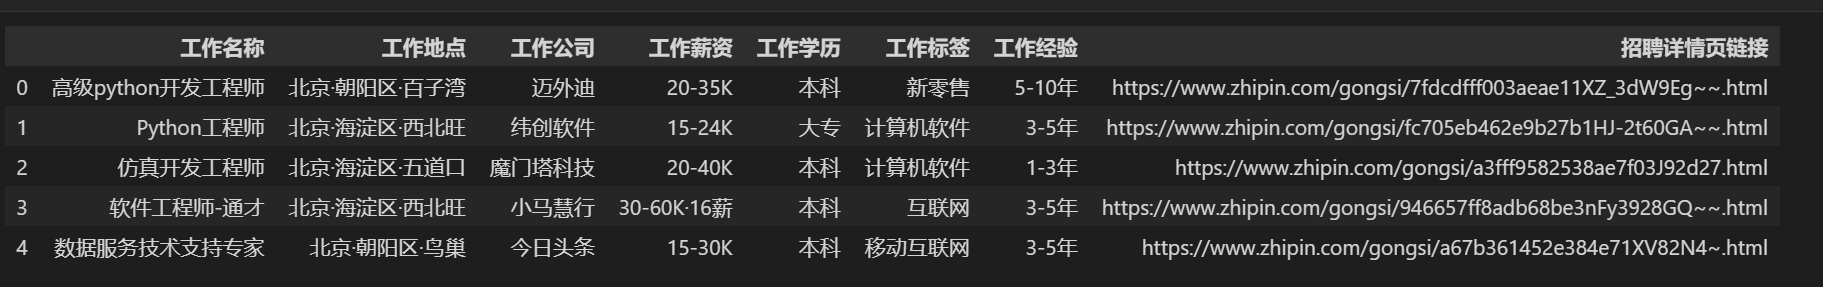 工作名称 工作地点 工作公司 工作薪资 工作学历 工作标签 工作经验 招聘详情页链接
0 高级python开发工程师 北京·朝阳区·百子湾 迈外迪 20-35K 本科 新零售 5-10年 https://www.zhipin.com/gongsi/7fdcdfff003aeae11XZ_3dW9Eg~~.html
1 Python工程师 北京·海淀区·西北旺 纬创软件 15-24K 大专 计算机软件 3-5年 https://www.zhipin.com/gongsi/fc705eb462e9b27b1HJ-2t60GA~~.html
2 仿真开发工程师 北京·海淀区·五道口 魔门塔科技 20-40K 本科 计算机软件 1-3年 https://www.zhipin.com/gongsi/a3fff9582538ae7f03J92d27.html
3 软件工程师-通才 北京·海淀区·西北旺 小马慧行 30-60K·16薪 本科 互联网 3-5年 https://www.zhipin.com/gongsi/946657ff8adb68be3nFy3928GQ~~.html
4 数据服务技术支持专家 北京·朝阳区·鸟巢 今日头条 15-30K 本科 移动互联网 3-5年 https://www.zhipin.com/gongsi/a67b361452e384e71XV82N4~.html